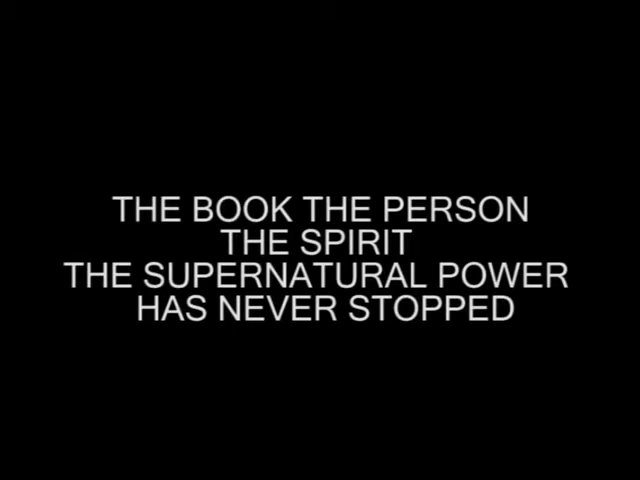 THE BOOK THE PERSON
THE SPIRIT
THE SUPERNATURAL POWER
HAS NEVER STOPPED